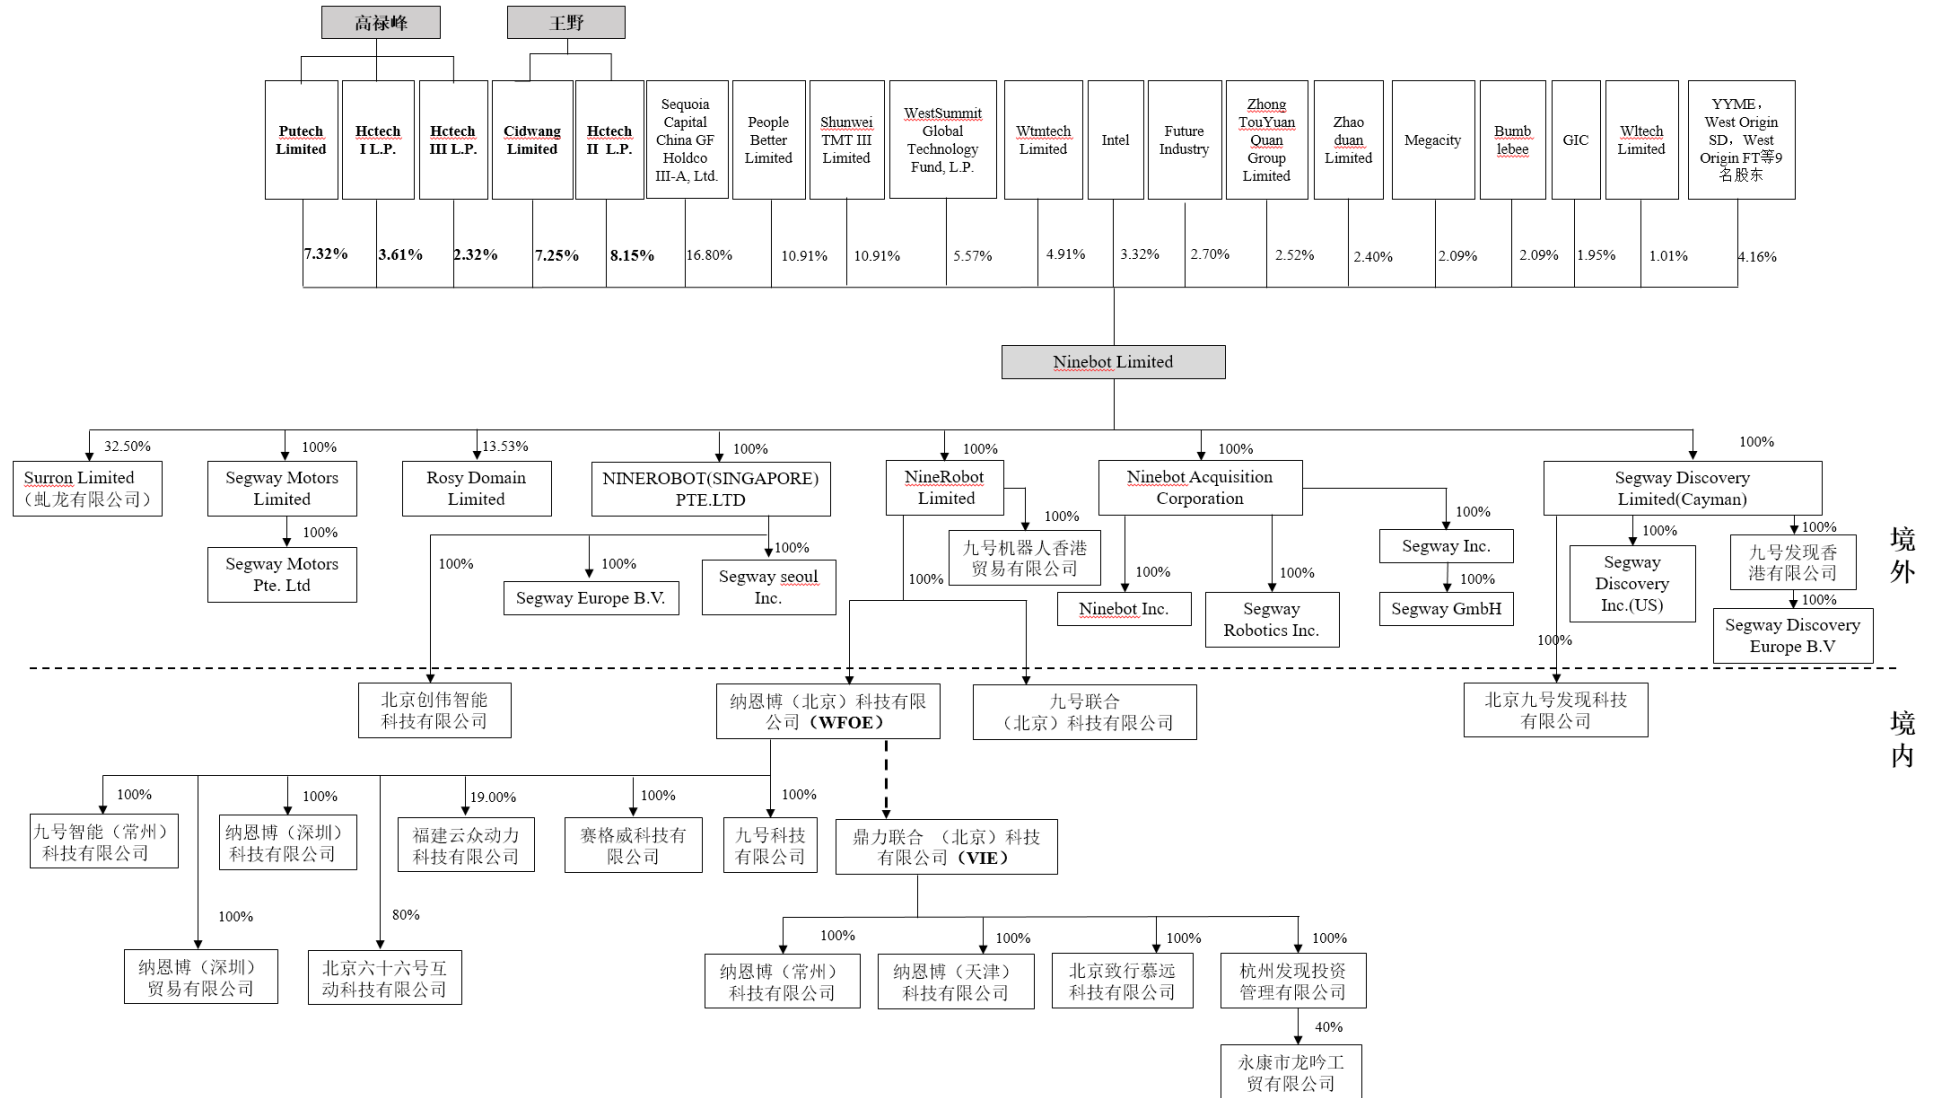 高禄峰
王野
Putech
Limited
Hctech
I L.P.
Hctech
III L.P.
Cidwang
Limited
Hctech
II L.P.
Sequoia
Capital
China GF
Holdco
III-A, Ltd.
People
Better
Limited
Shunwei
TMT III
Limited
WestSummit
Global
Technology
Fund, L.P.
Wtmtech
Limited
Intel
Future
Industry
Zhong
TouYuan
Quan
Group
Limited
Zhao
duan
Limited
Megacity
Bumb
lebee
GIC
Wltech
Limited
YYME，
West Origin
SD，West
Origin FT等9
名股东
7.32%
3.61%
2.32%
7.25%
8.15%
16.80%
10.91%
10.91%
5.57%
4.91%
3.32%
2.70%
2.52%
2.40%
2.09%
2.09%
1.95%
1.01%
4.16%
Ninebot Limited
32.50%
100%
13.53%
100%
100%
100%
100%
Surron Limited
（虬龙有限公司）
Segway Motors
Limited
Rosy Domain
Limited
NINEROBOT(SINGAPORE)
PTE.LTD
NineRobot
Limited
Ninebot Acquisition
Corporation
Segway Discovery
Limited(Cayman)
100%
Segway Motors
Pte. Ltd
100%
100%
Segway Europe B.V.
100%
Segway seoul
Inc.
100%
九号机器人香港
贸易有限公司
100%
100%
Ninebot Inc.
100%
Segway
Robotics Inc.
100%
Segway Inc.
100%
Segway GmbH
100%
Segway
Discovery
Inc.(US)
100%
九号发现香
港有限公司
100%
Segway Discovery
Europe B.V
100%
境
外
北京创伟智能
科技有限公司
纳恩博（北京）科技有限
公司（WFOE）
九号联合
（北京）科技有限公司
北京九号发现科技
有限公司
境
内
100%
100%
19.00%
100%
100%
九号智能（常州）
科技有限公司
纳恩博（深圳）
科技有限公司
福建云众动力
科技有限公司
赛格威科技有
限公司
九号科技
有限公司
鼎力联合 （北京）科技
有限公司（VIE）
100%
80%
纳恩博（深圳）
贸易有限公司
北京六十六号互
动科技有限公司
100%
100%
100%
100%
纳恩博（常州）
科技有限公司
纳恩博（天津）
科技有限公司
北京致行慕远
科技有限公司
杭州发现投资
管理有限公司
40%
永康市龙吟工
贸有限公司